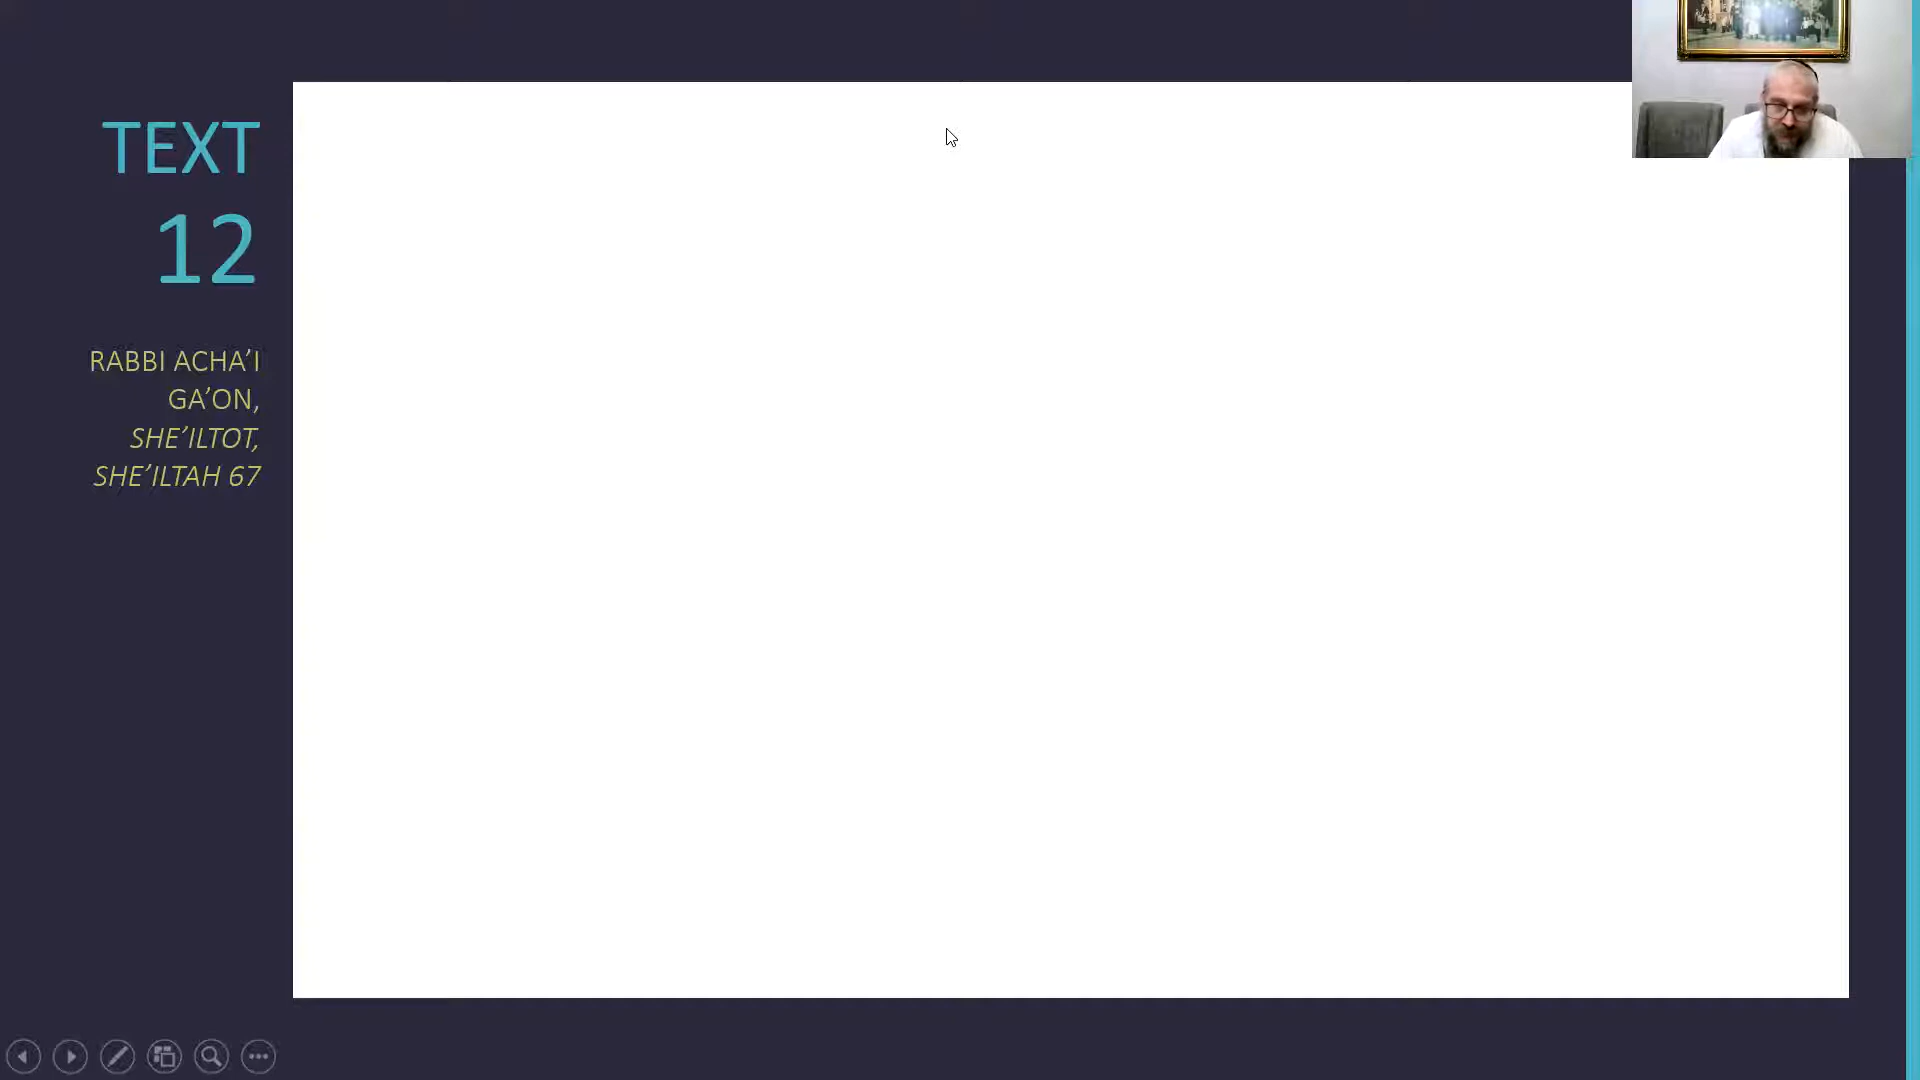 TEXT
12
RABBI ACHA’I
GA’ON,
SHE’ILTOT,
SHE’ILTAH 67